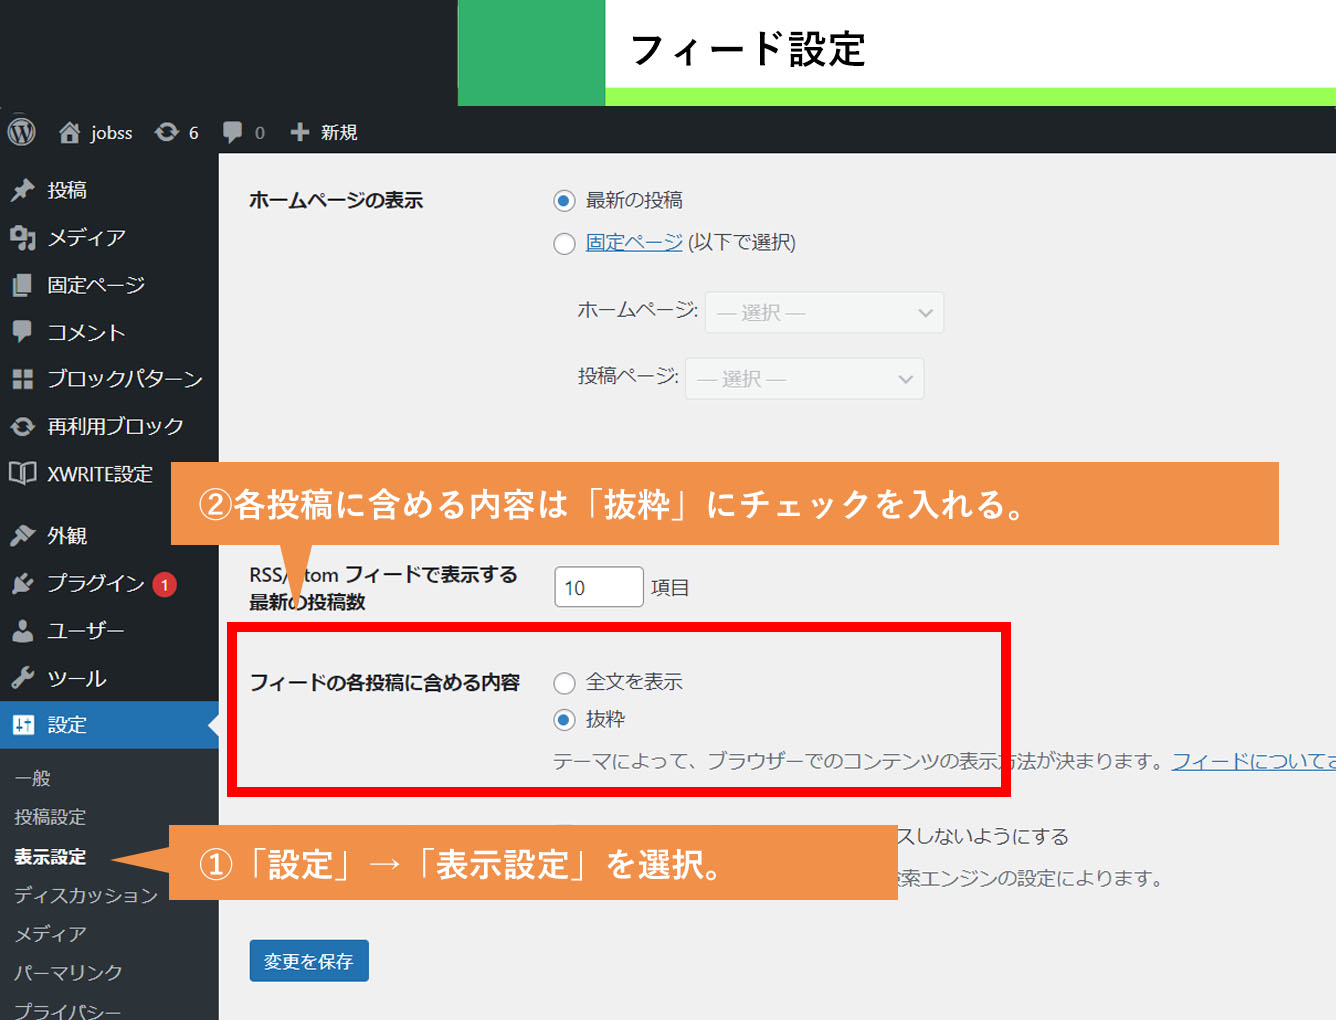 フィード設定
jobss 6 0 新規
投稿
メディア
固定ページ
コメント
ブロックパターン
再利用ブロック
XWRITE設定
外観
プラグイン 1
ユーザー
ツール
設定
一般
投稿設定
表示設定
ディスカッション
メディア
パーマリンク
プライバシー
ホームページの表示
最新の投稿
固定ページ (以下で選択)
ホームページ: — 選択 —
投稿ページ: — 選択 —
②各投稿に含める内容は「抜粋」にチェックを入れる。
RSS/ tom フィードで表示する
最新の投稿数
10 項目
フィードの各投稿に含める内容
全文を表示
抜粋
テーマによって、ブラウザーでのコンテンツの表示方法が決まります。 フィードについて
①「設定」→「表示設定」を選択。
スしないようにする
索エンジンの設定によります。
変更を保存